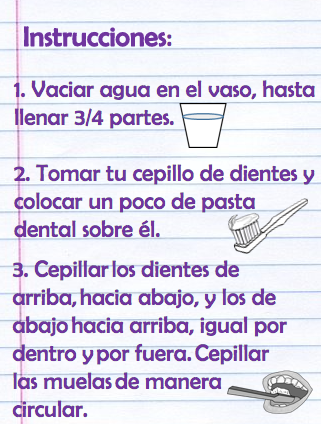 Instrucciones:
1. Vaciar agua en el vaso, hasta
llenar 3/4 partes.
2. Tomar tu cepillo de dientes y
colocar un poco de pasta
dental sobre él.
3. Cepillar los dientes de
arriba, hacia abajo, y los de
abajo hacia arriba, igual por
dentro y por fuera. Cepillar
las muelas de manera
circular.